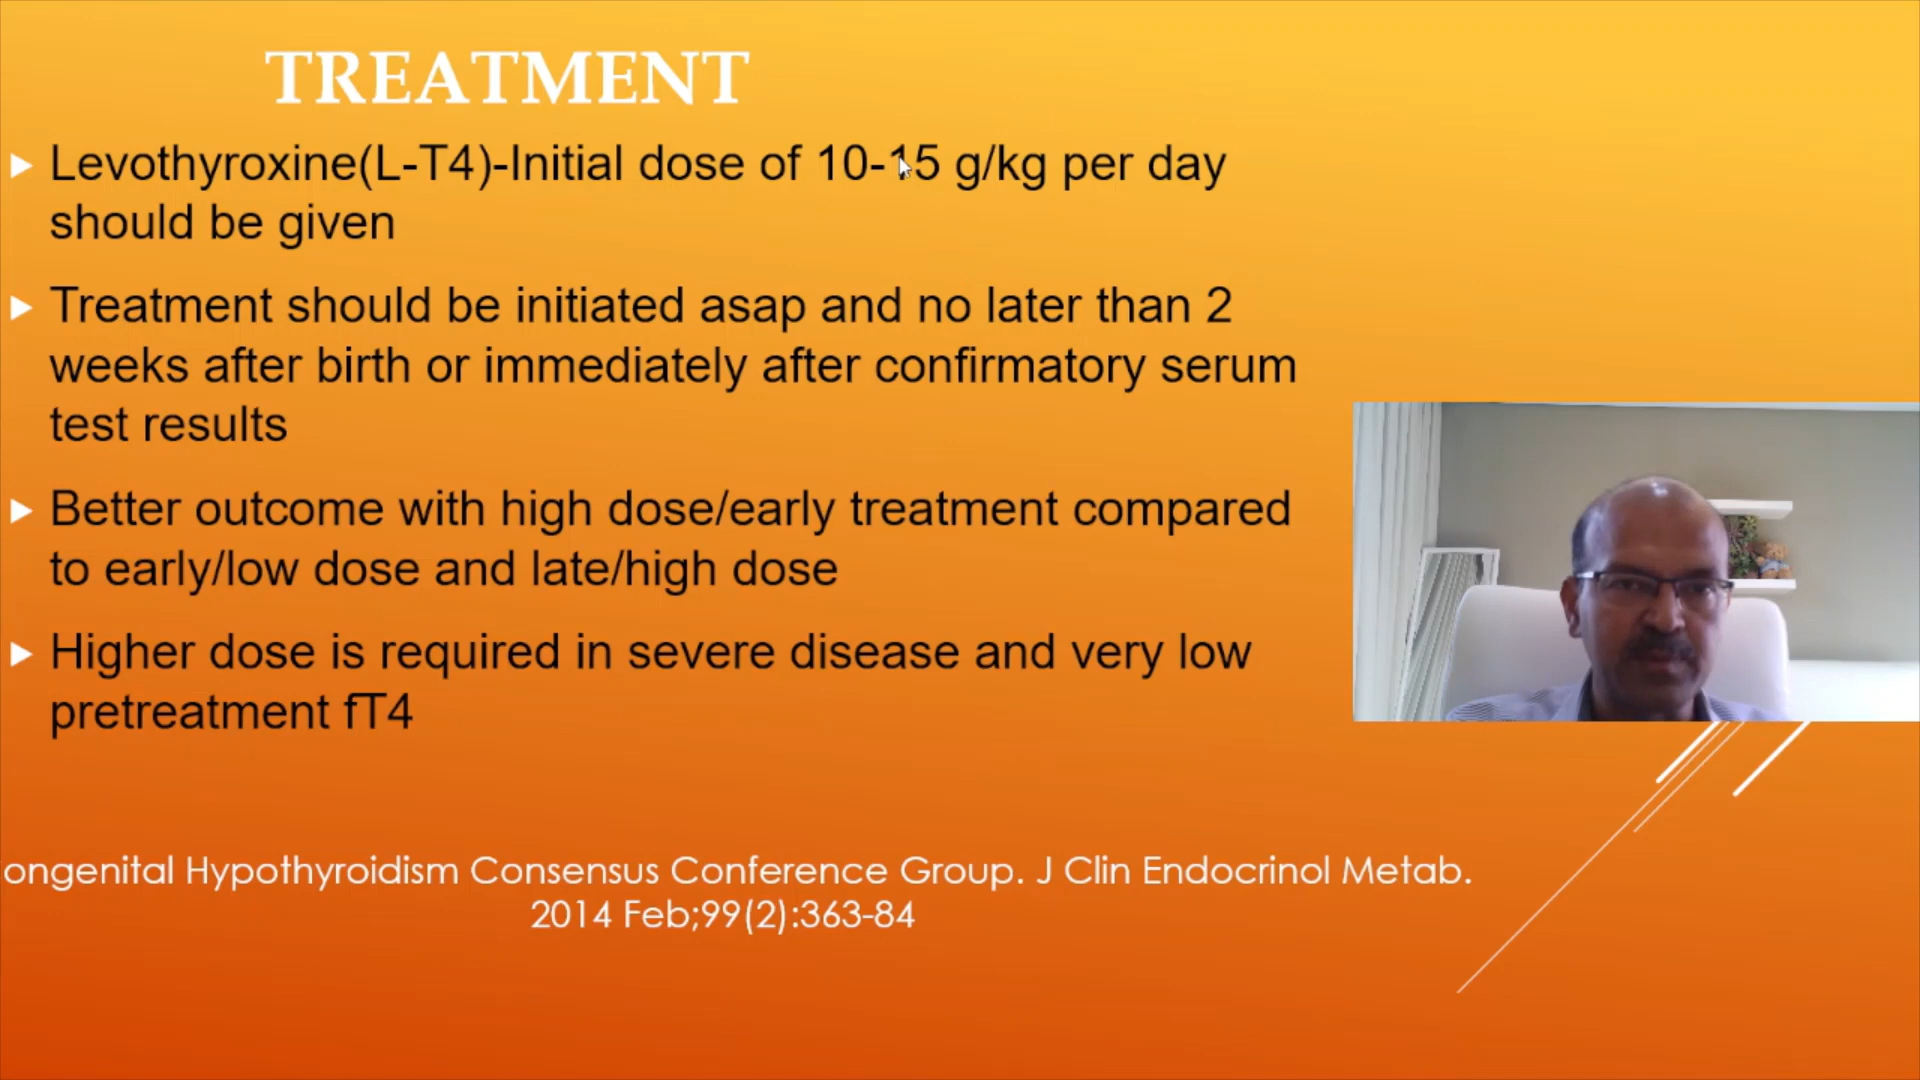 TREATMENT
Levothyroxine(L-T4)-Initial dose of 10-15 g/kg per day
should be given
Treatment should be initiated asap and no later than 2
weeks after birth or immediately after confirmatory serum
test results
Better outcome with high dose/early treatment compared
to early/low dose and late/high dose
Higher dose is required in severe disease and very low
pretreatment fT4
ongenital Hypothyroidism Consensus Conference Group. J Clin Endocrinol Metab.
2014 Feb;99(2):363-84